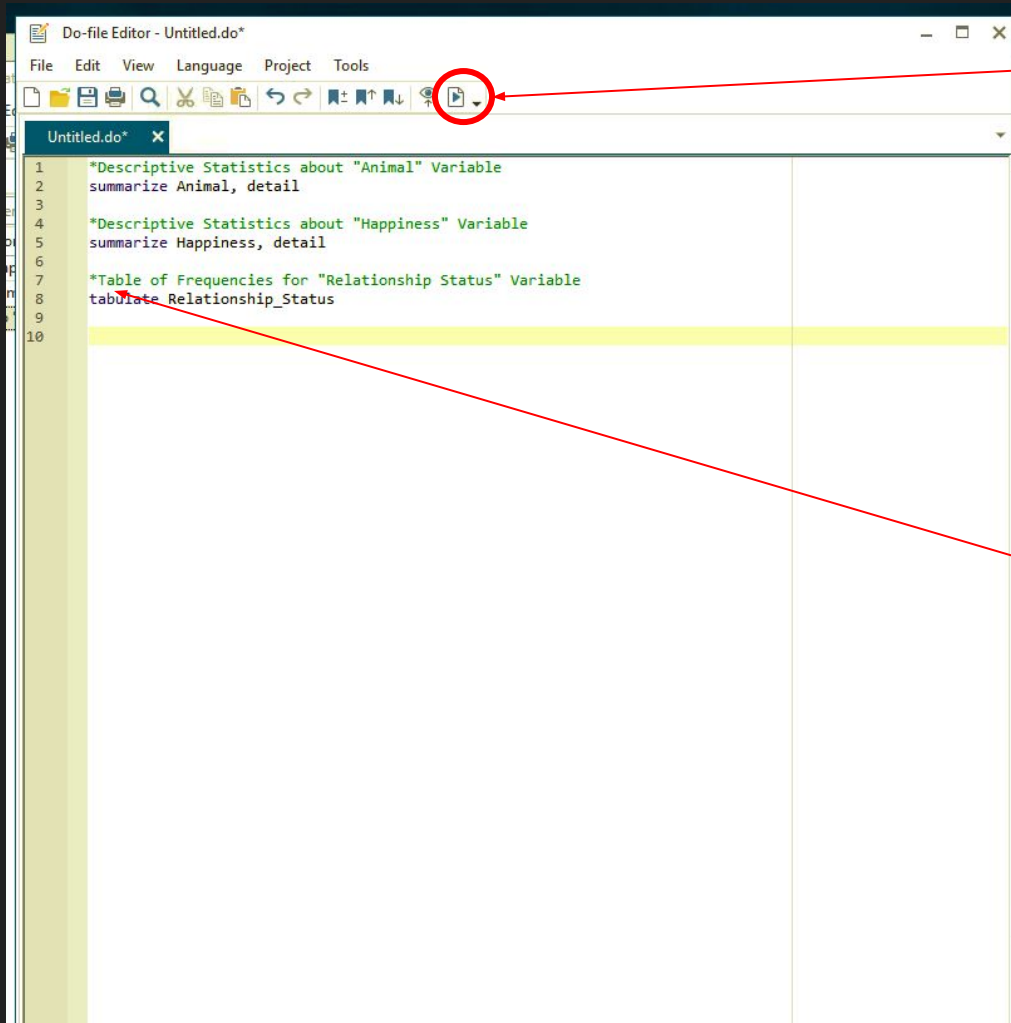 Do-file Editor - Untitled.do*
File Edit View Language Project Tools
Untitled.do*
1 *Descriptive Statistics about "Animal" Variable
2 summarize Animal, detail
3
4 *Descriptive Statistics about "Happiness" Variable
5 summarize Happiness, detail
6
7 *Table of Frequencies for "Relationship Status" Variable
8 tabulate Relationship_Status
9
10